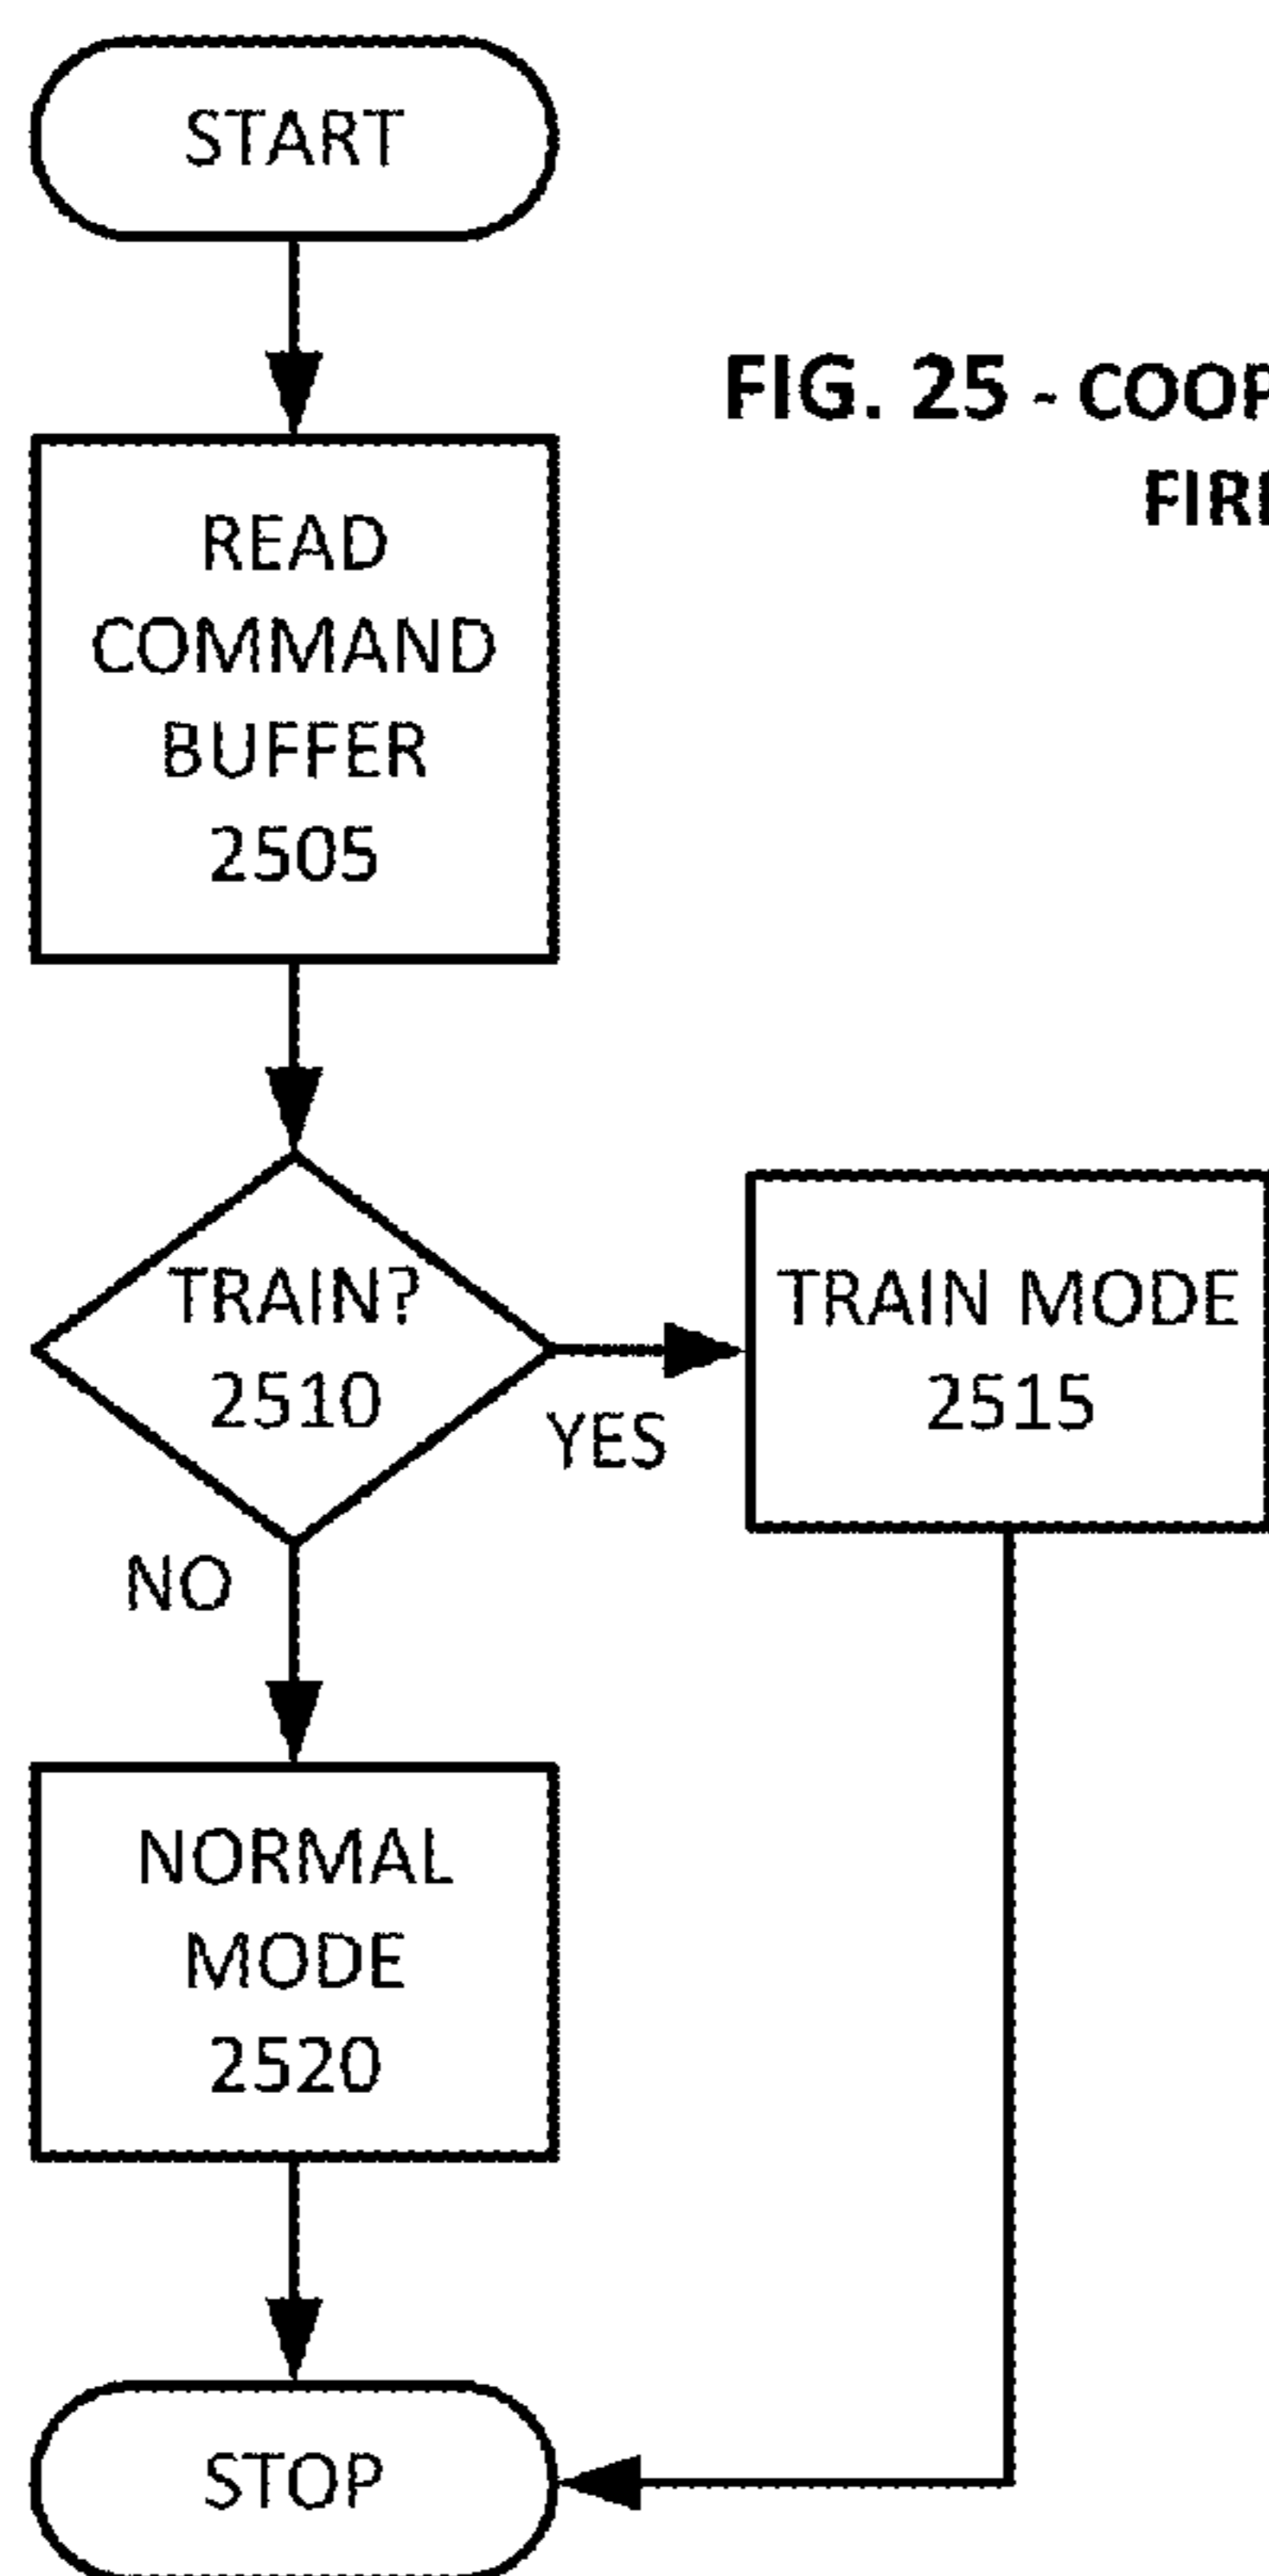 START
FIG. 25 - COOP
FIR
READ
COMMAND
BUFFER
2505
TRAIN?
2510
YES
TRAIN MODE
2515
NO
NORMAL
MODE
2520
STOP